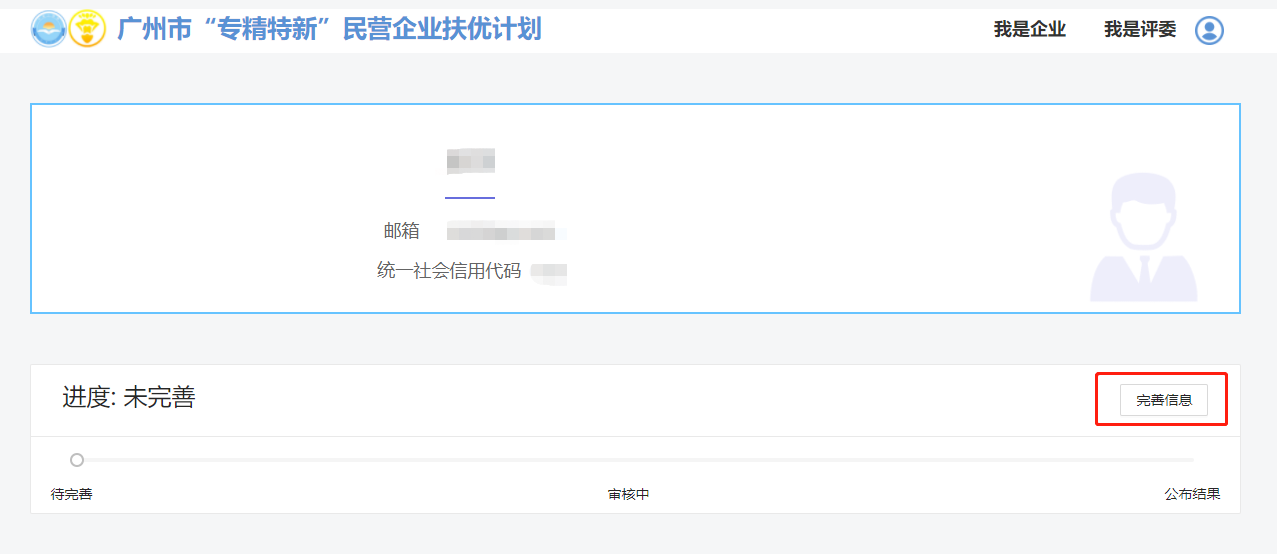 广州市“专精特新”民营企业扶优计划
我是企业
我是评委
邮箱
统一社会信用代码
进度: 未完善
完善信息
待完善
审核中
公布结果